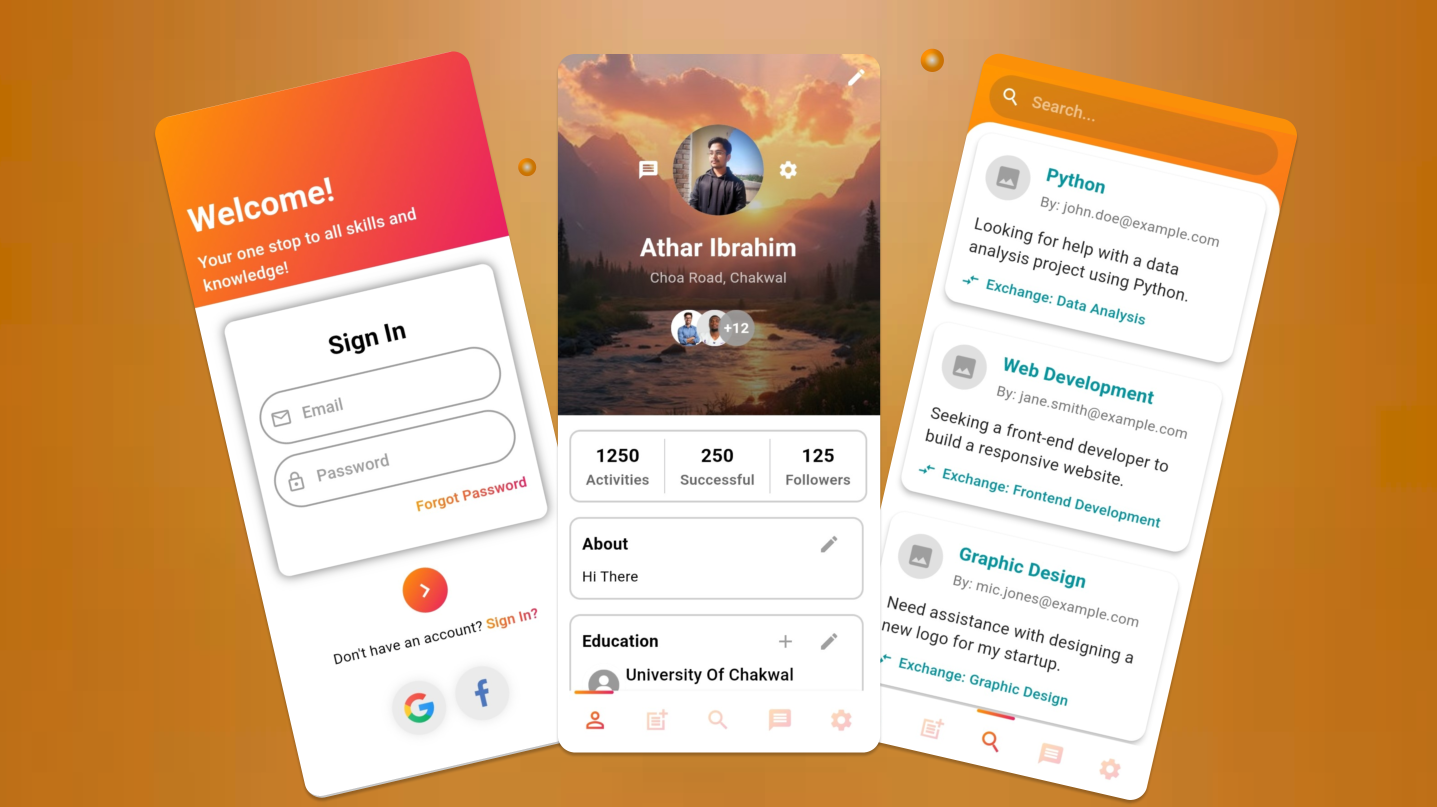 Welcome!
Your one stop to all skills and
knowledge!
Sign In
Email
Password
Forgot Password
Don't have an account? Sign In?
Athar Ibrahim
Choa Road, Chakwal
+12
1250
Activities
250
Successful
125
Followers
About
Hi There
Education
University Of Chakwal
Search...
Python
By: john.doe@example.com
Looking for help with a data
analysis project using Python.
Exchange: Data Analysis
Web Development
By: jane.smith@example.com
Seeking a front-end developer to
build a responsive website.
Exchange: Frontend Development
Graphic Design
By: mic.jones@example.com
Need assistance with designing a
new logo for my startup.
Exchange: Graphic Design